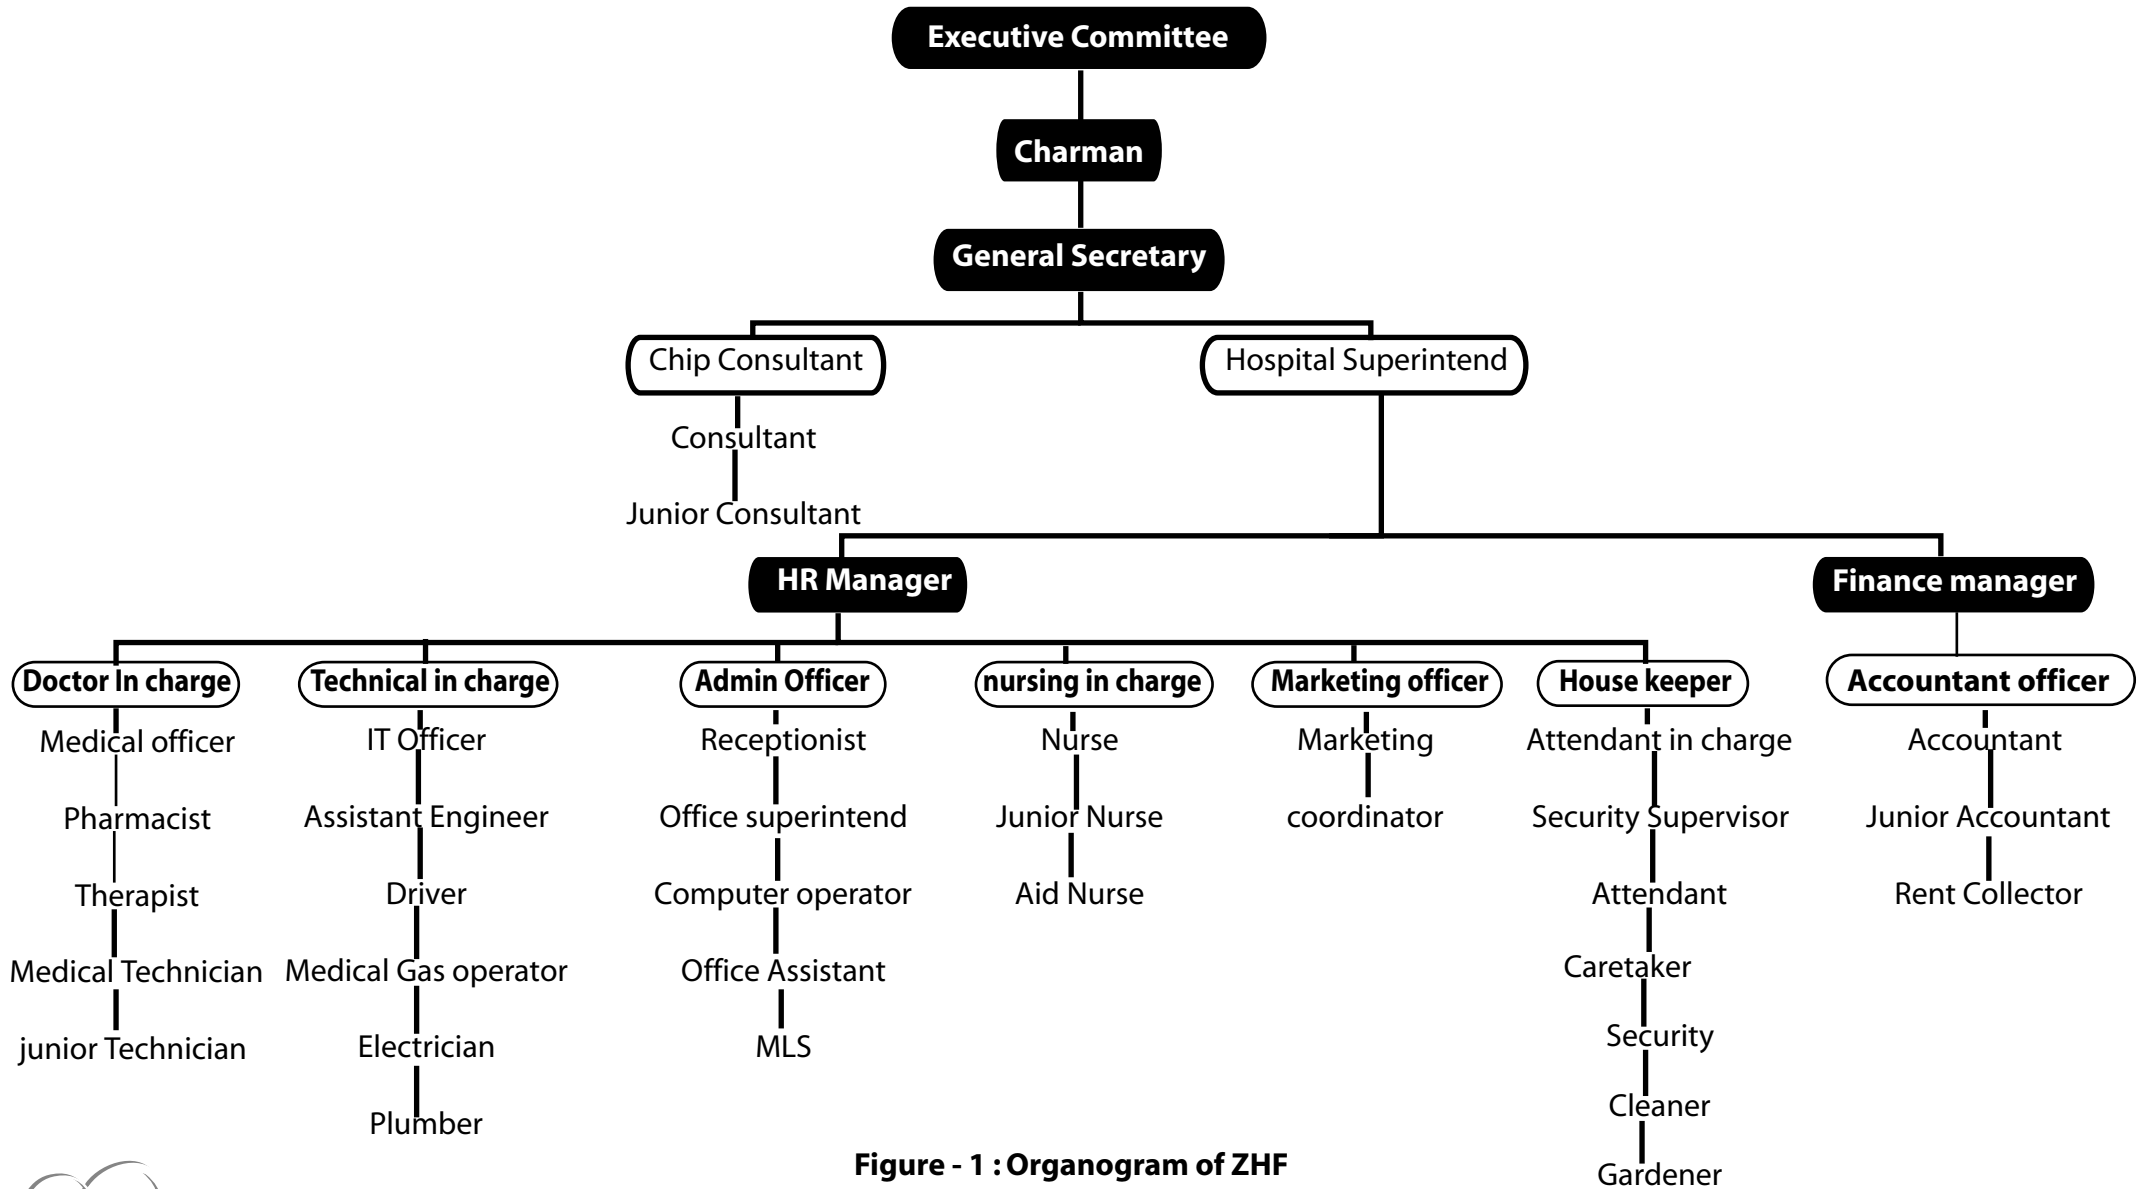 Executive Committee
Charman
General Secretary
Chip Consultant
Hospital Superintend
Consultant
Junior Consultant
HR Manager
Finance manager
Doctor In charge
Technical in charge
Admin Officer
nursing in charge
Marketing officer
House keeper
Accountant officer
Medical officer
IT Officer
Receptionist
Nurse
Marketing
Attendant in charge
Accountant
Pharmacist
Assistant Engineer
Office superintend
Junior Nurse
coordinator
Security Supervisor
Junior Accountant
Therapist
Driver
Computer operator
Aid Nurse
Attendant
Rent Collector
Medical Technician
Medical Gas operator
Office Assistant
Caretaker
junior Technician
Electrician
MLS
Security
Plumber
Cleaner
Gardener
Figure - 1 : Organogram of ZHF